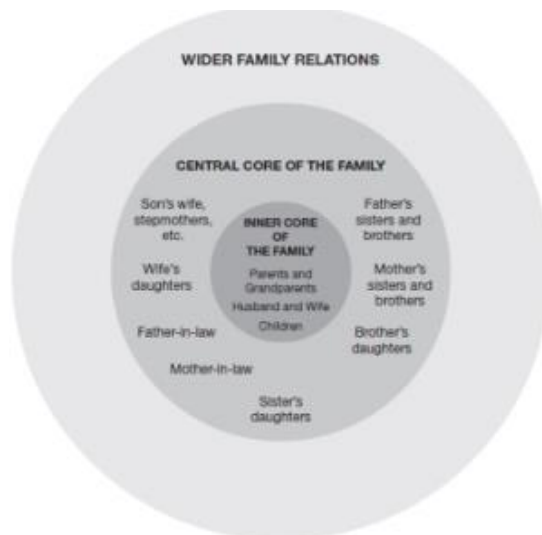 WIDER FAMILY RELATIONS
CENTRAL CORE OF THE FAMILY
Son's wife,
stepmothers,
etc.
Wife's
daughters
Father-in-law
Mother-in-law
Sister's
daughters
INNER CORE
OF
THE FAMILY
Parents and
Grandparents
Husband and Wife
Children
Father's
sisters and
brothers
Mother's
sisters and
brothers
Brother's
daughters